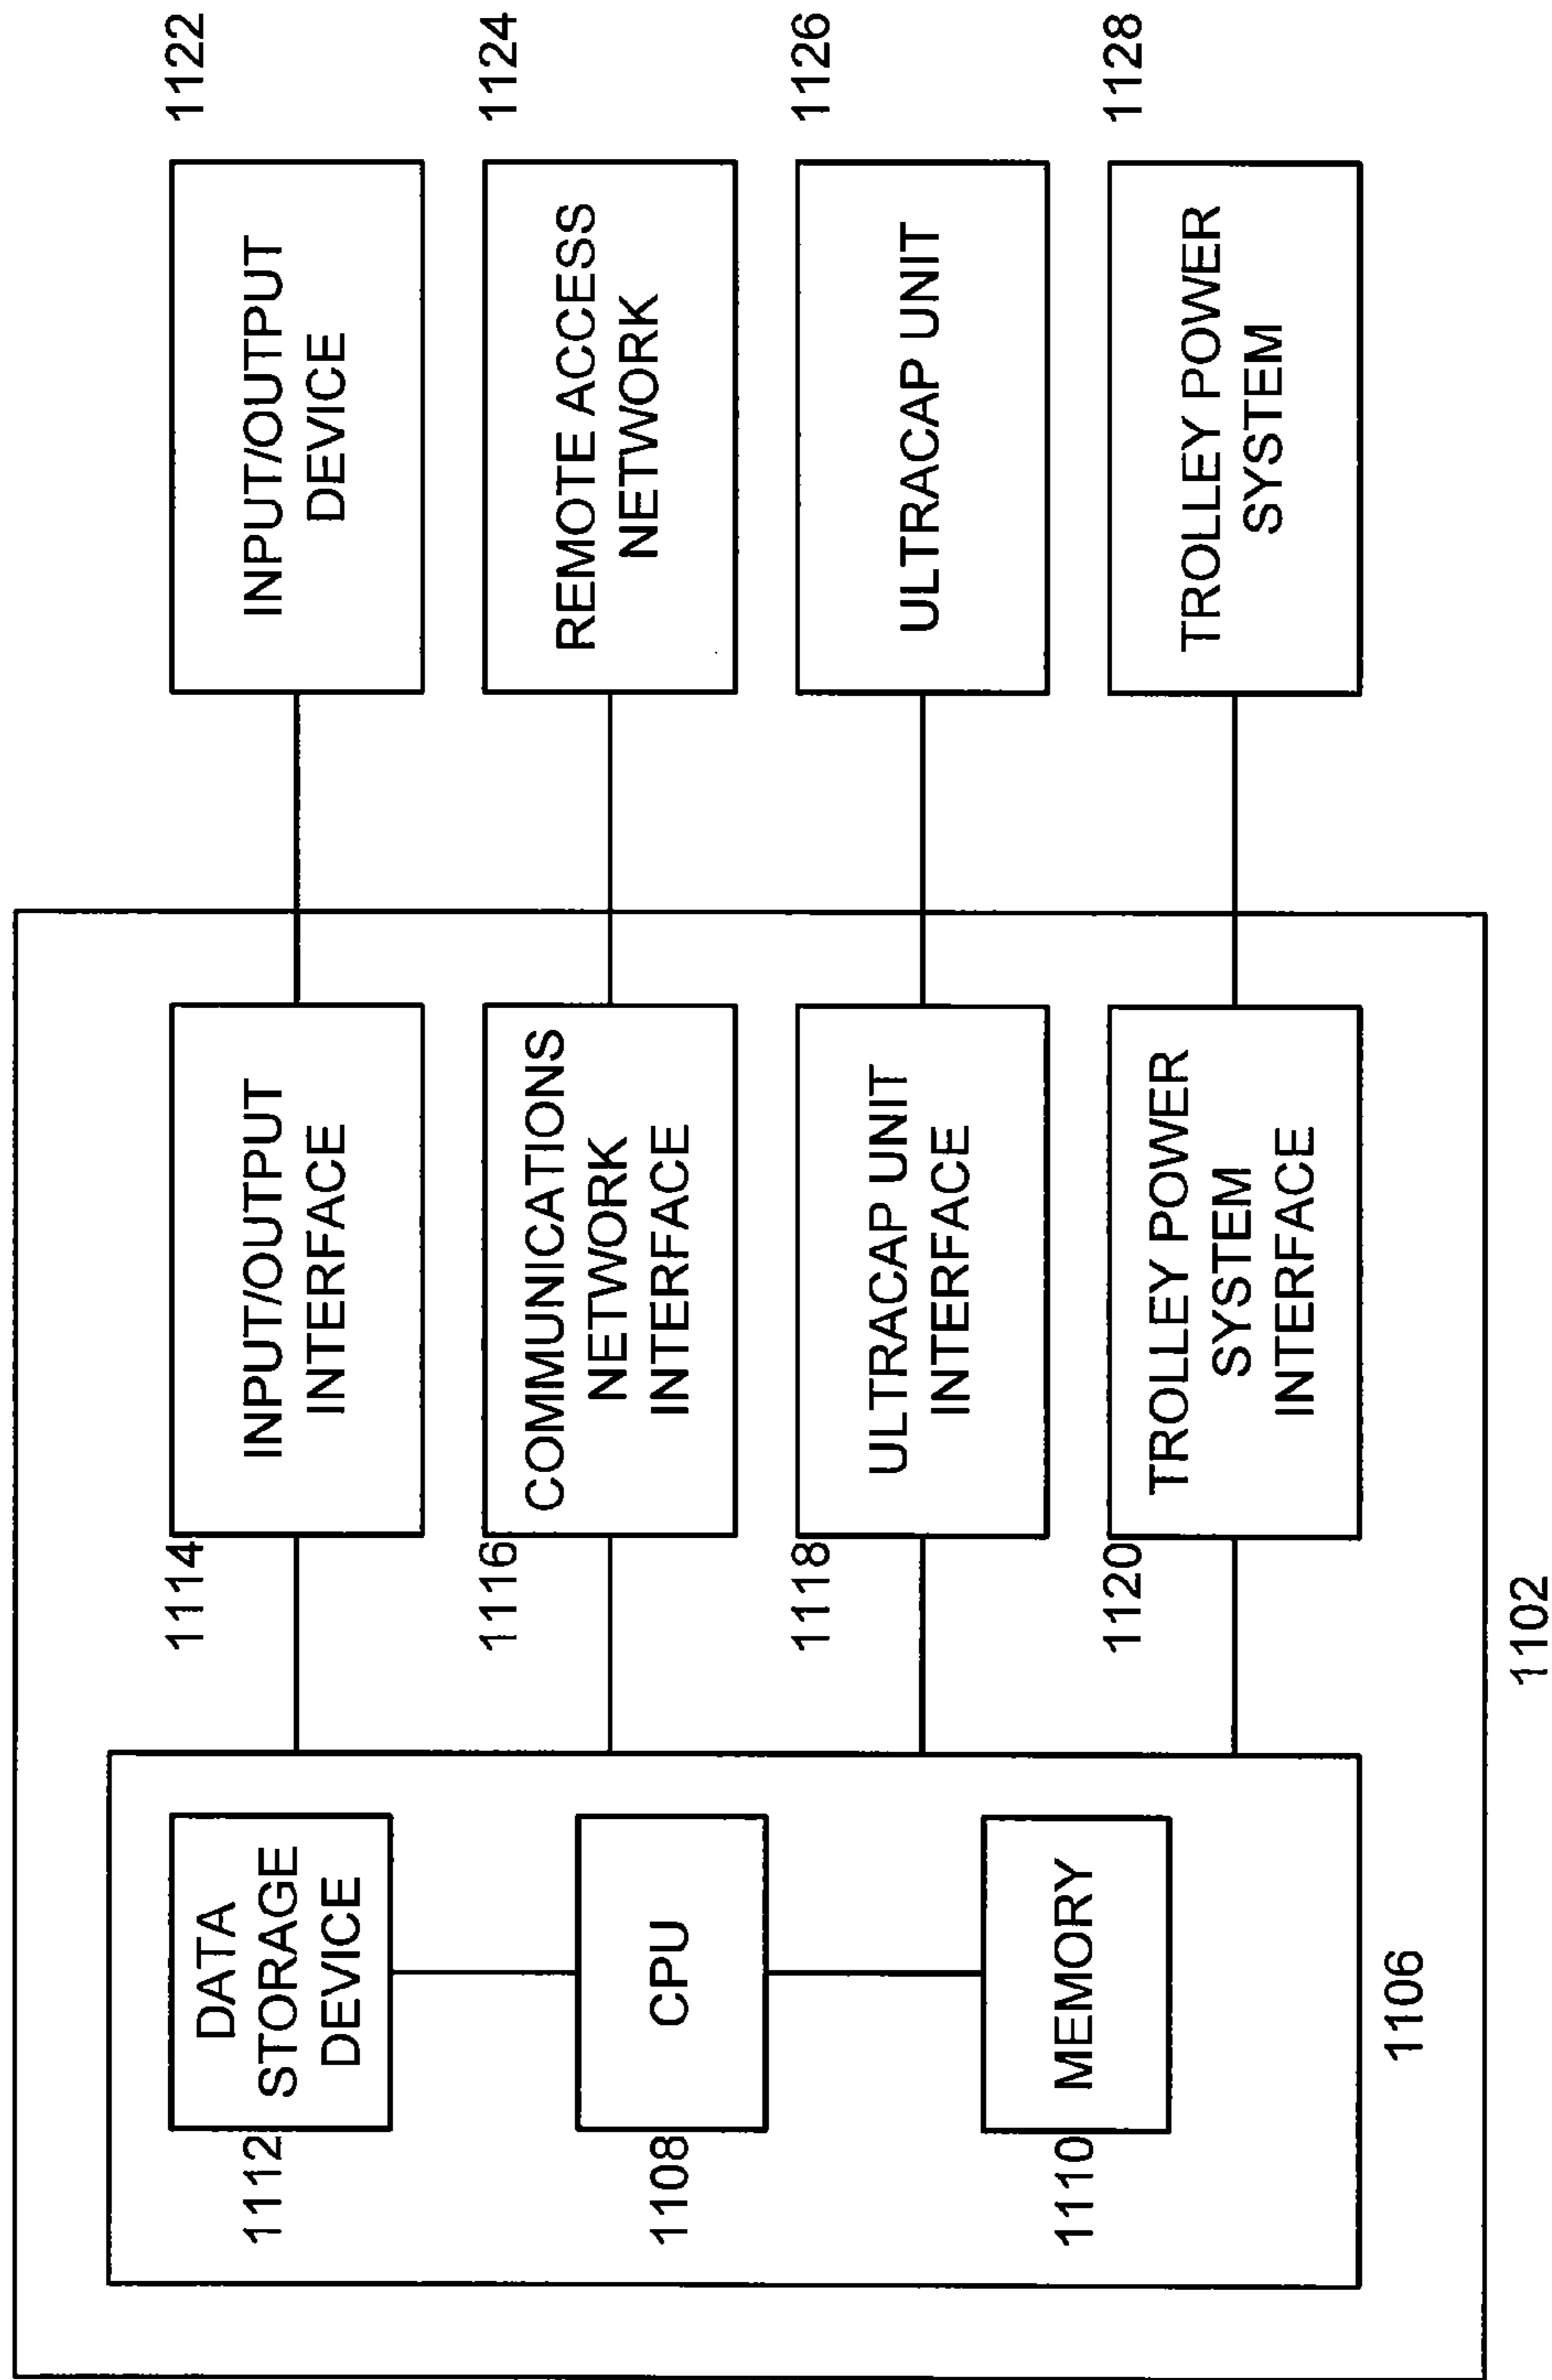 DATA
STORAGE
DEVICE
1112
CPU
1108
MEMORY
1110
1106
1114
INPUT/OUTPUT
INTERFACE
1116
COMMUNICATIONS
NETWORK
INTERFACE
1118
ULTRACAP UNIT
INTERFACE
1120
TROLLEY POWER
SYSTEM
INTERFACE
1102
1122
INPUT/OUTPUT
DEVICE
1124
REMOTE ACCESS
NETWORK
1126
ULTRACAP UNIT
1128
TROLLEY POWER
SYSTEM